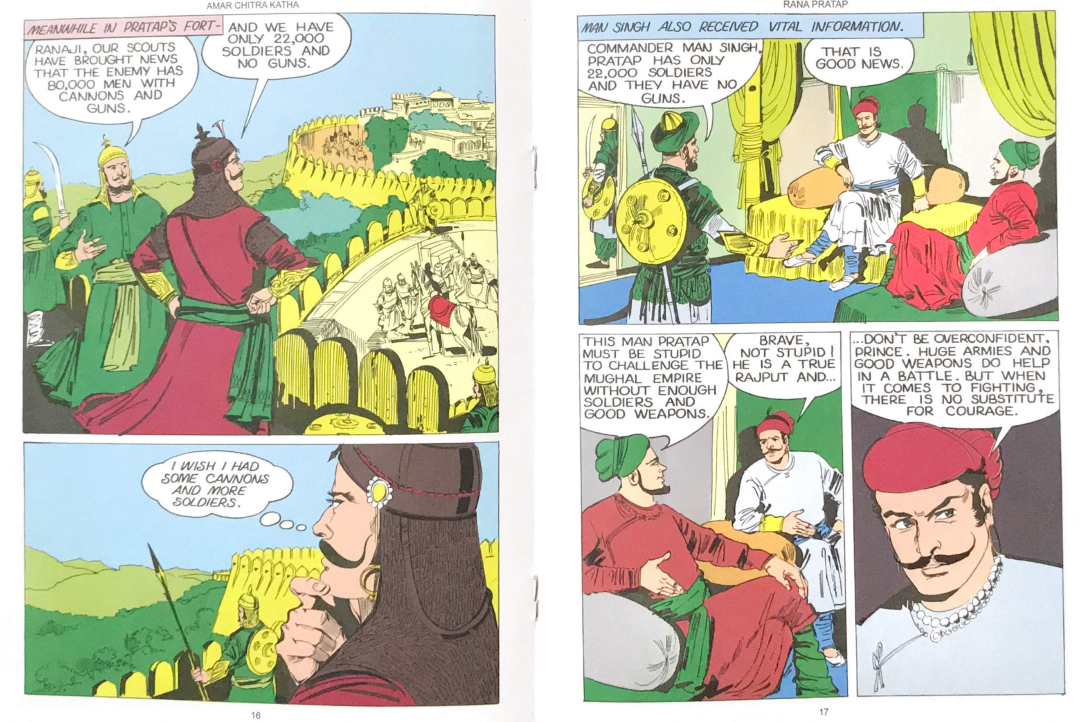 AMAR CHITRA KATHA
MEANWHILE IN PRATAP'S FORT-
RANAJI, OUR SCOUTS
HAVE BROUGHT NEWS
THAT THE ENEMY HAS
80,000 MEN WITH
CANNONS AND
GUNS.
AND WE HAVE
ONLY 22,000
SOLDIERS AND
NO GUNS.
I WISH I HAD
SOME CANNONS
AND MORE
SOLDIERS.
16
RANA PRATAP
MAN SINGH ALSO RECEIVED VITAL INFORMATION.
COMMANDER MAN SINGH,
PRATAP HAS ONLY
22,000 SOLDIERS
AND THEY HAVE NO
GUNS.
THAT IS
GOOD NEWS.
THIS MAN PRATAP
MUST BE STUPID
TO CHALLENGE THE
MUGHAL EMPIRE
WITHOUT ENOUGH
SOLDIERS AND
GOOD WEAPONS.
BRAVE,
NOT STUPID!
HE IS A TRUE
RAJPUT AND...
...DON'T BE OVERCONFIDENT,
PRINCE. HUGE ARMIES AND
GOOD WEAPONS DO HELP
IN A BATTLE. BUT WHEN
IT COMES TO FIGHTING,
THERE IS NO SUBSTITUTE
FOR COURAGE.
17